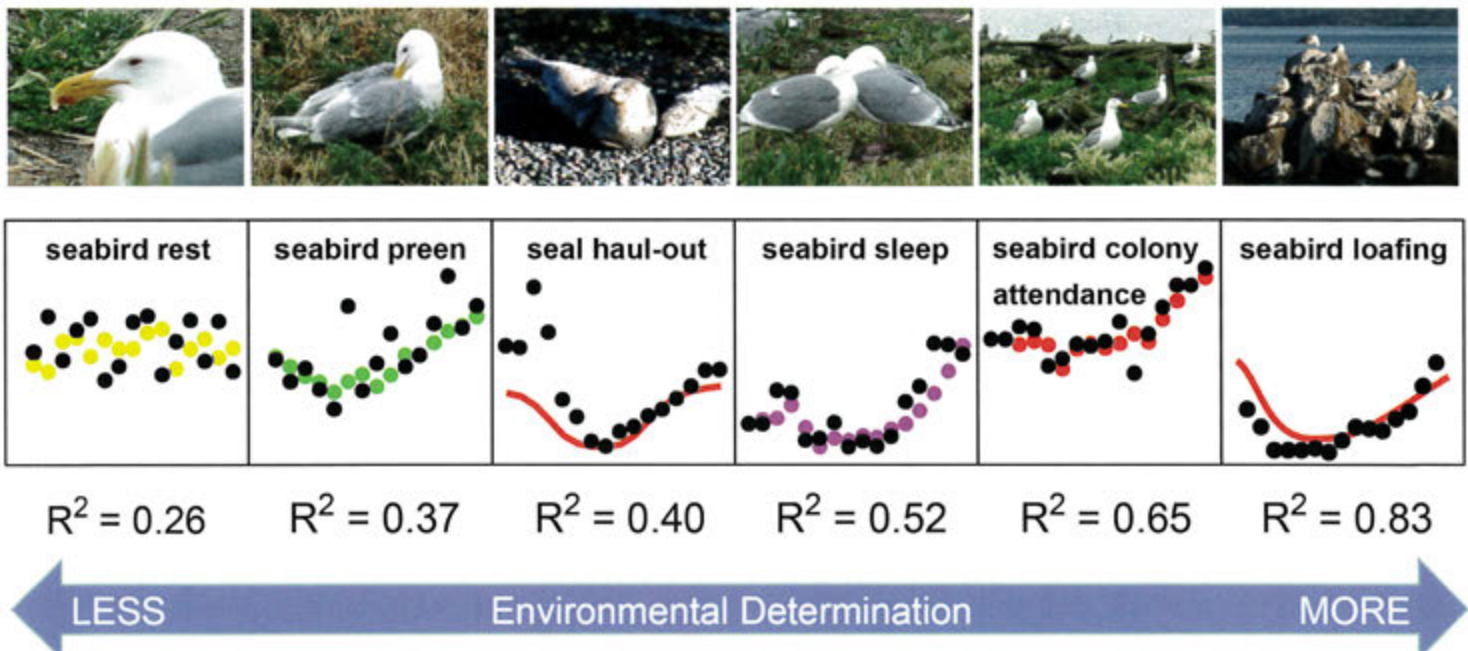 seabird rest
seabird preen
seal haul-out
seabird sleep
seabird colony
attendance
seabird loafing
R² = 0.26
R² = 0.37
R² = 0.40
R² = 0.52
R² = 0.65
R² = 0.83
LESS
Environmental Determination
MORE